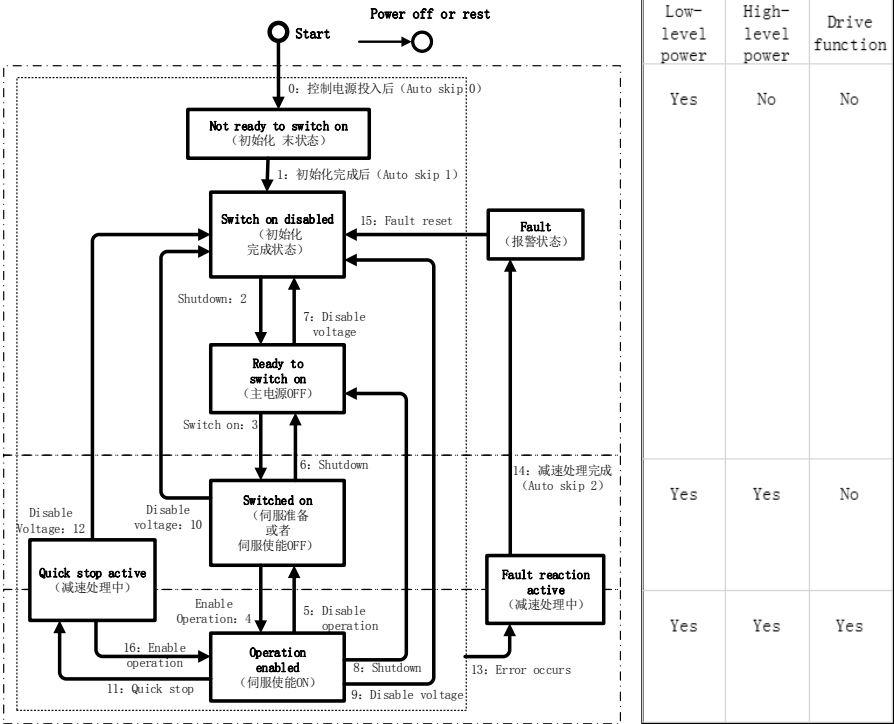 Power off or rest
Start
Low-
level
power
High-
level
power
Drive
function
0: 控制电源投入后（Auto skip 0）
Not ready to switch on
（初始化 末状态）
Yes
No
No
1: 初始化完成后（Auto skip 1）
Switch on disabled
（初始化
完成状态）
15: Fault reset
Fault
（报警状态）
Shutdown: 2
7: Disable
voltage
Ready to
switch on
（主电源OFF）
Switch on: 3
6: Shutdown
14: 减速处理完成
（Auto skip 2）
Disable
Voltage: 12
Disable
voltage: 10
Switched on
（伺服准备
或者
伺服使能OFF）
Yes
Yes
No
Quick stop active
（减速处理中）
Fault reaction
active
（减速处理中）
Enable
Operation: 4
5: Disable
operation
16: Enable
operation
Operation
enabled
（伺服使能ON）
8: Shutdown
13: Error occurs
11: Quick stop
9: Disable voltage
Yes
Yes
Yes